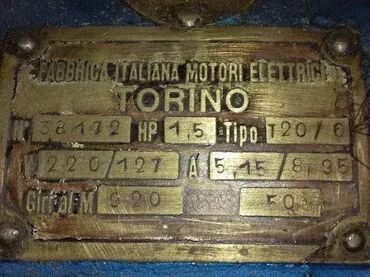 FABBRICA ITALIANA MOTORI ELETTRICI
TORINO
N° 38172 HP 1,5 Tipo T20/6
V 220/127 A 5,15/8,95
Giri al M' 920 50